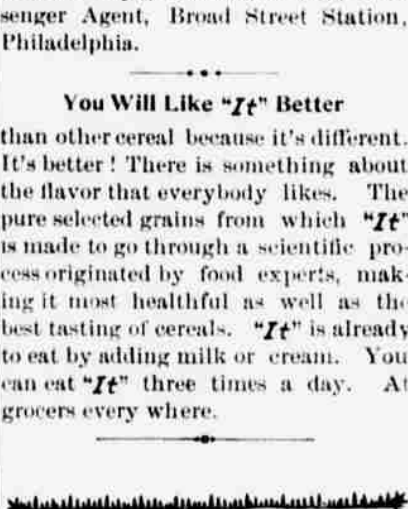 senger Agent, Broad Street Station,
Philadelphia.
You Will Like "It" Better
than other cereal because it's different.
It's better! There is something about
the flavor that everybody likes. The
pure selected grains from which "It"
is made to go through a scientific pro-
cess originated by food experts, mak-
ing it most healthful as well as the
best tasting of cereals. "It" is already
to eat by adding milk or cream. You
can eat "It" three times a day. At
grocers every where.